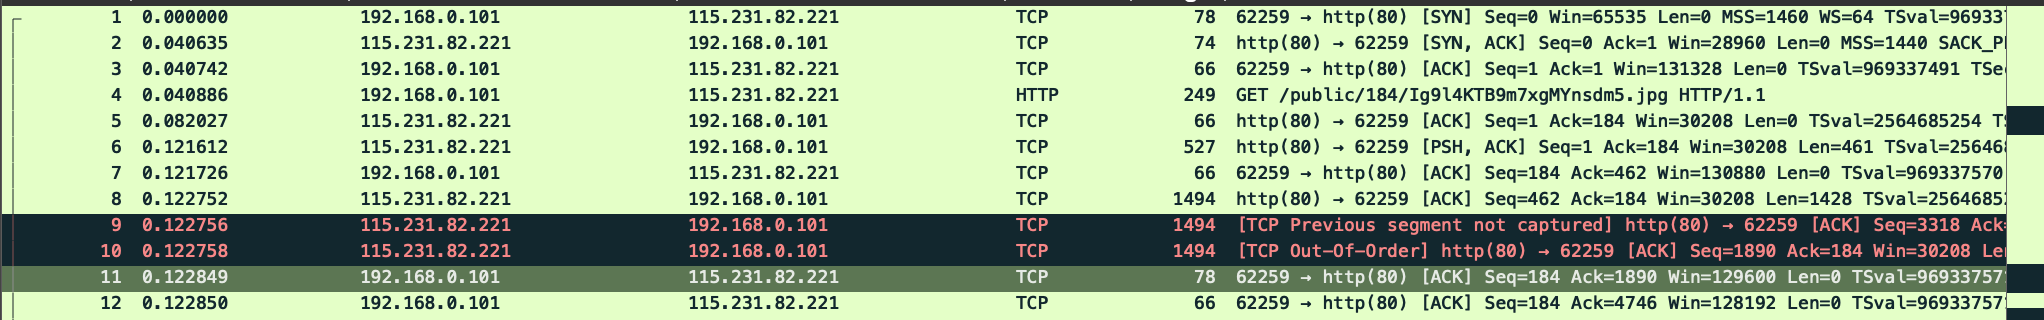 1 0.000000 192.168.0.101 115.231.82.221 TCP 78 62259 → http(80) [SYN] Seq=0 Win=65535 Len=0 MSS=1460 WS=64 TSval=96933
2 0.040635 115.231.82.221 192.168.0.101 TCP 74 http(80) → 62259 [SYN, ACK] Seq=0 Ack=1 Win=28960 Len=0 MSS=1440 SACK_P
3 0.040742 192.168.0.101 115.231.82.221 TCP 66 62259 → http(80) [ACK] Seq=1 Ack=1 Win=131328 Len=0 TSval=969337491 TSe
4 0.040886 192.168.0.101 115.231.82.221 HTTP 249 GET /public/184/Ig9l4KTB9m7xgMYnsdm5.jpg HTTP/1.1
5 0.082027 115.231.82.221 192.168.0.101 TCP 66 http(80) → 62259 [ACK] Seq=1 Ack=184 Win=30208 Len=0 TSval=2564685254 T
6 0.121612 115.231.82.221 192.168.0.101 TCP 527 http(80) → 62259 [PSH, ACK] Seq=1 Ack=184 Win=30208 Len=461 TSval=25646
7 0.121726 192.168.0.101 115.231.82.221 TCP 66 62259 → http(80) [ACK] Seq=184 Ack=462 Win=130880 Len=0 TSval=969337570
8 0.122752 115.231.82.221 192.168.0.101 TCP 1494 http(80) → 62259 [ACK] Seq=462 Ack=184 Win=30208 Len=1428 TSval=2564685
9 0.122756 115.231.82.221 192.168.0.101 TCP 1494 [TCP Previous segment not captured] http(80) → 62259 [ACK] Seq=3318 Ack
10 0.122758 115.231.82.221 192.168.0.101 TCP 1494 [TCP Out-Of-Order] http(80) → 62259 [ACK] Seq=1890 Ack=184 Win=30208 Le
11 0.122849 192.168.0.101 115.231.82.221 TCP 78 62259 → http(80) [ACK] Seq=184 Ack=1890 Win=129600 Len=0 TSval=96933757
12 0.122850 192.168.0.101 115.231.82.221 TCP 66 62259 → http(80) [ACK] Seq=184 Ack=4746 Win=128192 Len=0 TSval=96933757